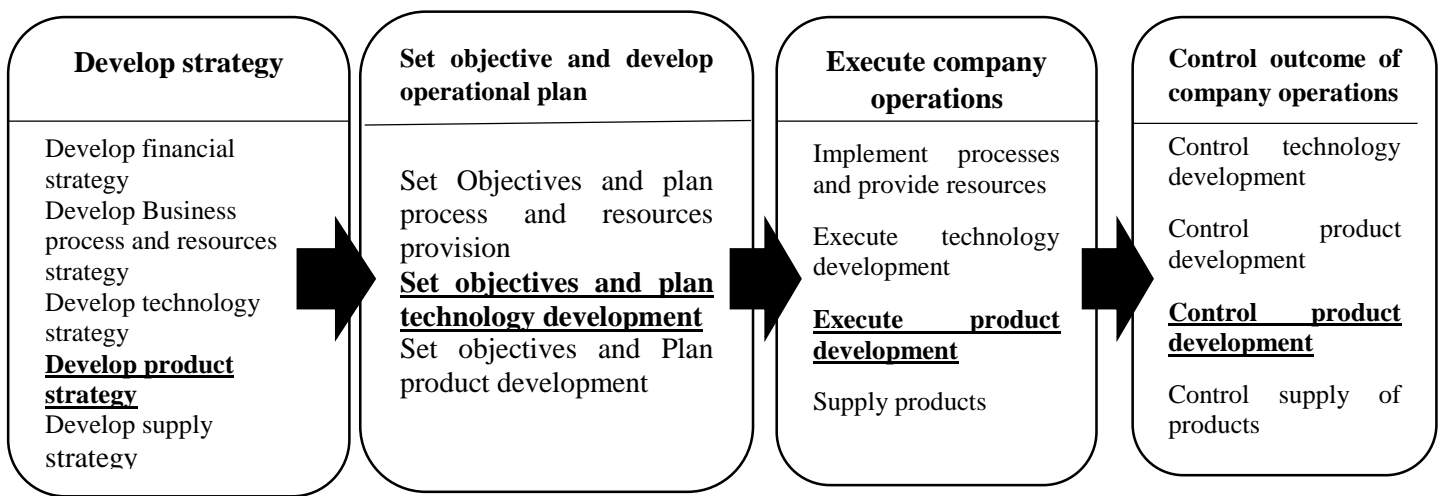 Develop strategy
Develop financial
strategy
Develop Business
process and resources
strategy
Develop technology
strategy
Develop product
strategy
Develop supply
strategy
Set objective and develop
operational plan
Set Objectives and plan
process and resources
provision
Set objectives and plan
technology development
Set objectives and Plan
product development
Execute company
operations
Implement processes
and provide resources
Execute technology
development
Execute product
development
Supply products
Control outcome of
company operations
Control technology
development
Control product
development
Control product
development
Control supply of
products